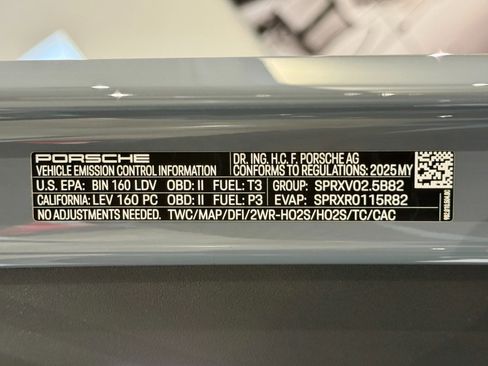 PORSCHE
VEHICLE EMISSION CONTROL INFORMATION
DR. ING. H.C. F. PORSCHE AG
CONFORMS TO REGULATIONS: 2025 MY
U.S. EPA: BIN 160 LDV OBD: II FUEL: T3 GROUP: SPRXV02.5B82
CALIFORNIA: LEV 160 PC OBD: II FUEL: P3 EVAP: SPRXR0115R82
NO ADJUSTMENTS NEEDED. TWC/MAP/DFI/2WR-HO2S/HO2S/TC/CAC